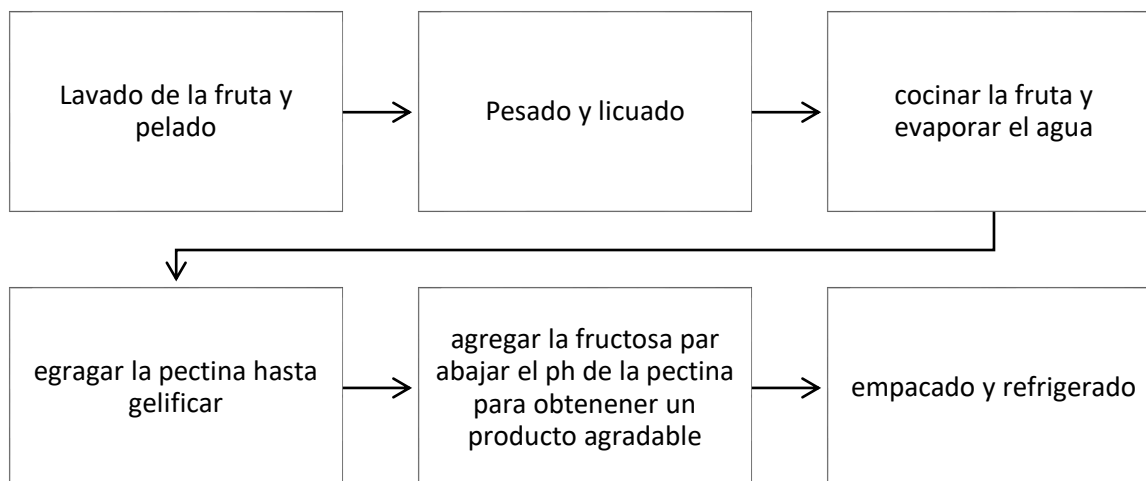 Lavado de la fruta y
pelado
Pesado y licuado
cocinar la fruta y
evaporar el agua
egragar la pectina hasta
gelificar
agregar la fructosa par
abajar el ph de la pectina
para obtenener un
producto agradable
empacado y refrigerado